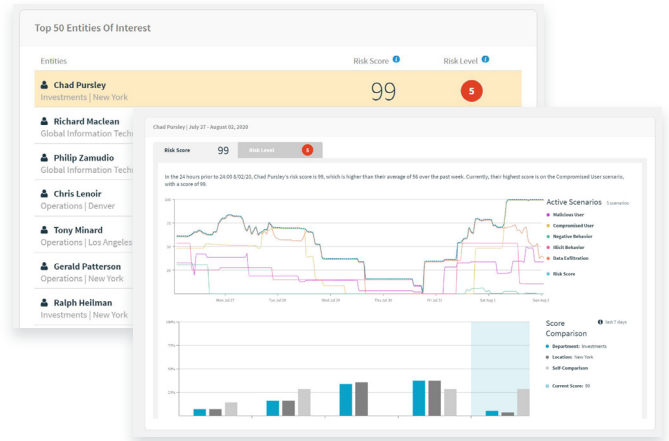 Top 50 Entities Of Interest
Entities Risk Score Risk Level
Chad Pursley 99 5
Investments | New York
Richard Maclean
Global Information Tech
Philip Zamudio
Global Information Tech
Chris Lenoir
Operations | Denver
Tony Minard
Operations | Los Angeles
Gerald Patterson
Operations | New York
Ralph Heilman
Investments | New York
Chad Pursley | July 27 - August 02, 2020
Risk Score 99 Risk Level 5
In the 24 hours prior to 24:00 8/02/20, Chad Pursley's risk score is 99, which is higher than their average of 56 over the past week. Currently, their highest score is on the Compromised User scenario,
with a score of 99.
Active Scenarios 5 scenarios
Malicious User
Compromised User
Negative Behavior
Illicit Behavior
Data Exfiltration
Risk Score
100
75
50
25
Mon Jul 27 Tue Jul 28 Wed Jul 29 Thu Jul 30 Fri Jul 31 Sat Aug 1 Sun Aug 2
Score Comparison last 7 days
Department: Investments
Location: New York
Self-Comparison
Current Score: 99
100%
75%
50%
25%